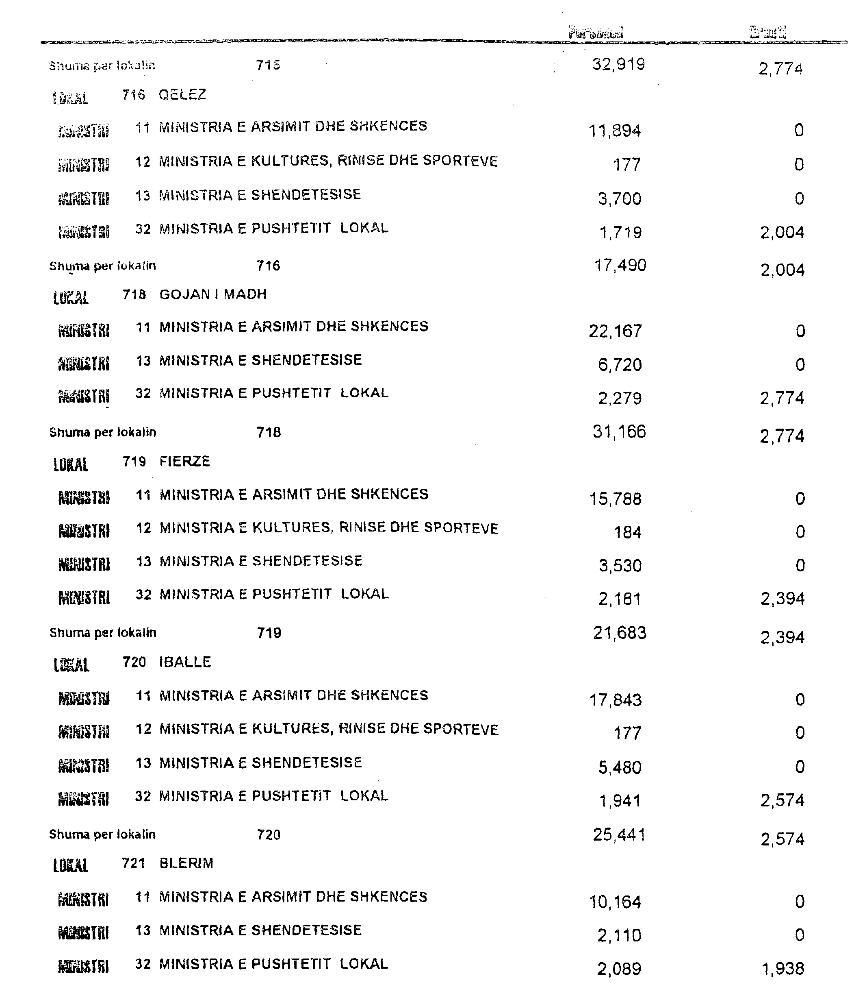 Personel
Shuma per lokalin 715 32,919 2,774
LOKAL 716 QELEZ
MINISTRI 11 MINISTRIA E ARSIMIT DHE SHKENCES 11,894 0
MINISTRI 12 MINISTRIA E KULTURES, RINISE DHE SPORTEVE 177 0
MINISTRI 13 MINISTRIA E SHENDETESISE 3,700 0
MINISTRI 32 MINISTRIA E PUSHTETIT LOKAL 1,719 2,004
Shuma per lokalin 716 17,490 2,004
LOKAL 718 GOJAN I MADH
MINISTRI 11 MINISTRIA E ARSIMIT DHE SHKENCES 22,167 0
MINISTRI 13 MINISTRIA E SHENDETESISE 6,720 0
MINISTRI 32 MINISTRIA E PUSHTETIT LOKAL 2,279 2,774
Shuma per lokalin 718 31,166 2,774
LOKAL 719 FIERZE
MINISTRI 11 MINISTRIA E ARSIMIT DHE SHKENCES 15,788 0
MINISTRI 12 MINISTRIA E KULTURES, RINISE DHE SPORTEVE 184 0
MINISTRI 13 MINISTRIA E SHENDETESISE 3,530 0
MINISTRI 32 MINISTRIA E PUSHTETIT LOKAL 2,181 2,394
Shuma per lokalin 719 21,683 2,394
LOKAL 720 IBALLE
MINISTRI 11 MINISTRIA E ARSIMIT DHE SHKENCES 17,843 0
MINISTRI 12 MINISTRIA E KULTURES, RINISE DHE SPORTEVE 177 0
MINISTRI 13 MINISTRIA E SHENDETESISE 5,480 0
MINISTRI 32 MINISTRIA E PUSHTETIT LOKAL 1,941 2,574
Shuma per lokalin 720 25,441 2,574
LOKAL 721 BLERIM
MINISTRI 11 MINISTRIA E ARSIMIT DHE SHKENCES 10,164 0
MINISTRI 13 MINISTRIA E SHENDETESISE 2,110 0
MINISTRI 32 MINISTRIA E PUSHTETIT LOKAL 2,089 1,938